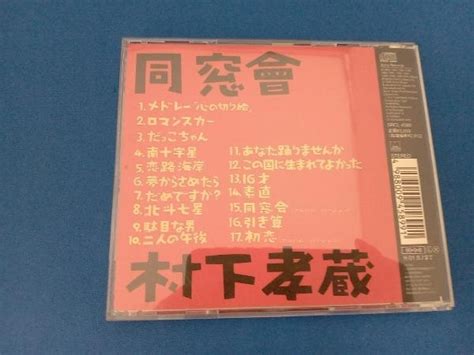 同窓會
1.メドレー「心の切り絵」
2.ロマンスカー
3.だっこちゃん
4.南十字星
5.恋路海岸
6.夢からさめたら
7.ためですか?
8.北斗七星
9.駄目な男
10.二人の午後
11.あなた踊りませんか
12.この国に生まれてよかった
13.16才
14.素直
15.同窓会
16.引き算
17.初恋
村下孝蔵